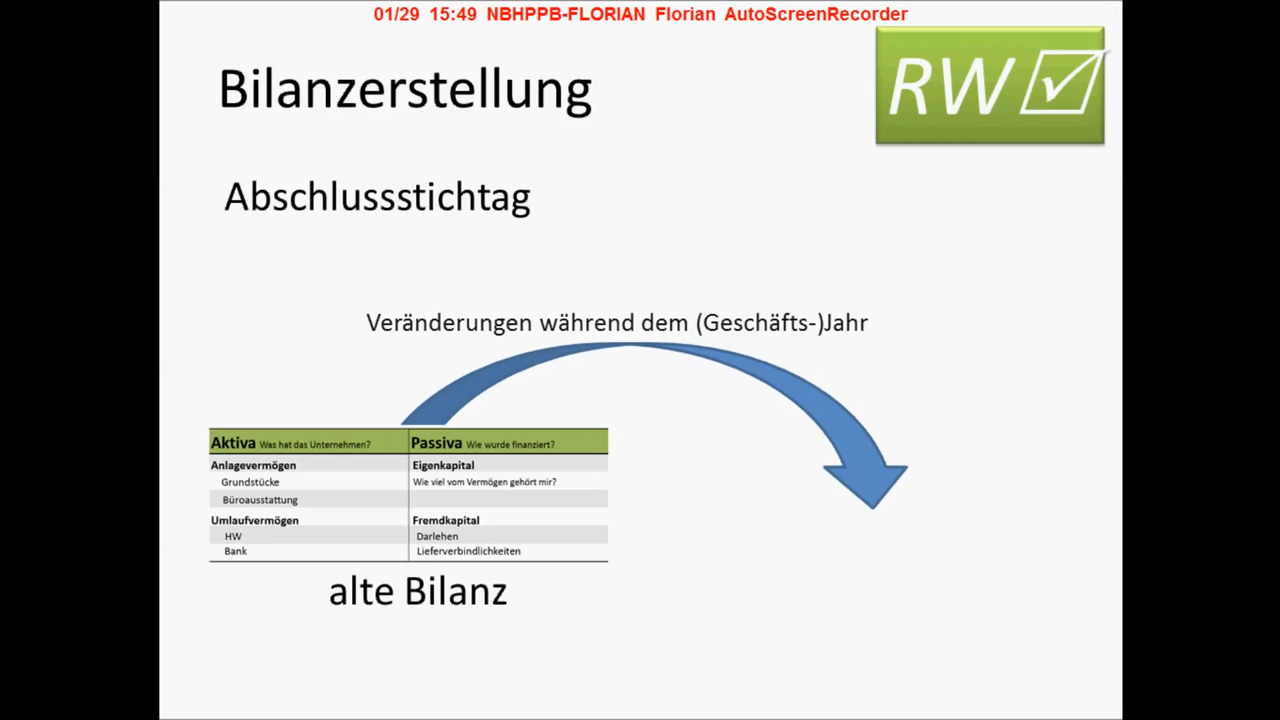 01/29 15:49 NBHPPB-FLORIAN Florian AutoScreenRecorder
Bilanzerstellung
RW
Abschlussstichtag
Veränderungen während dem (Geschäfts-)Jahr
Aktiva Was hat das Unternehmen? Passiva Wie wurde finanziert?
Anlagevermögen Eigenkapital
Grundstücke Wie viel vom Vermögen gehört mir?
Büroausstattung
Umlaufvermögen Fremdkapital
HW Darlehen
Bank Lieferverbindlichkeiten
alte Bilanz